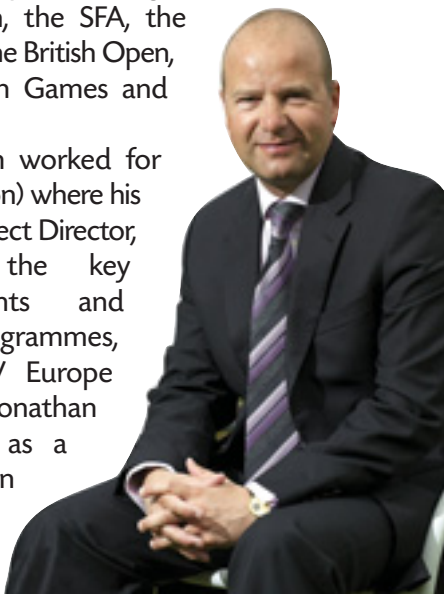 , the SFA, the
he British Open,
n Games and
n worked for
on) where his
ect Director,
the key
nts and
grammes,
Europe
onathan
as a
n